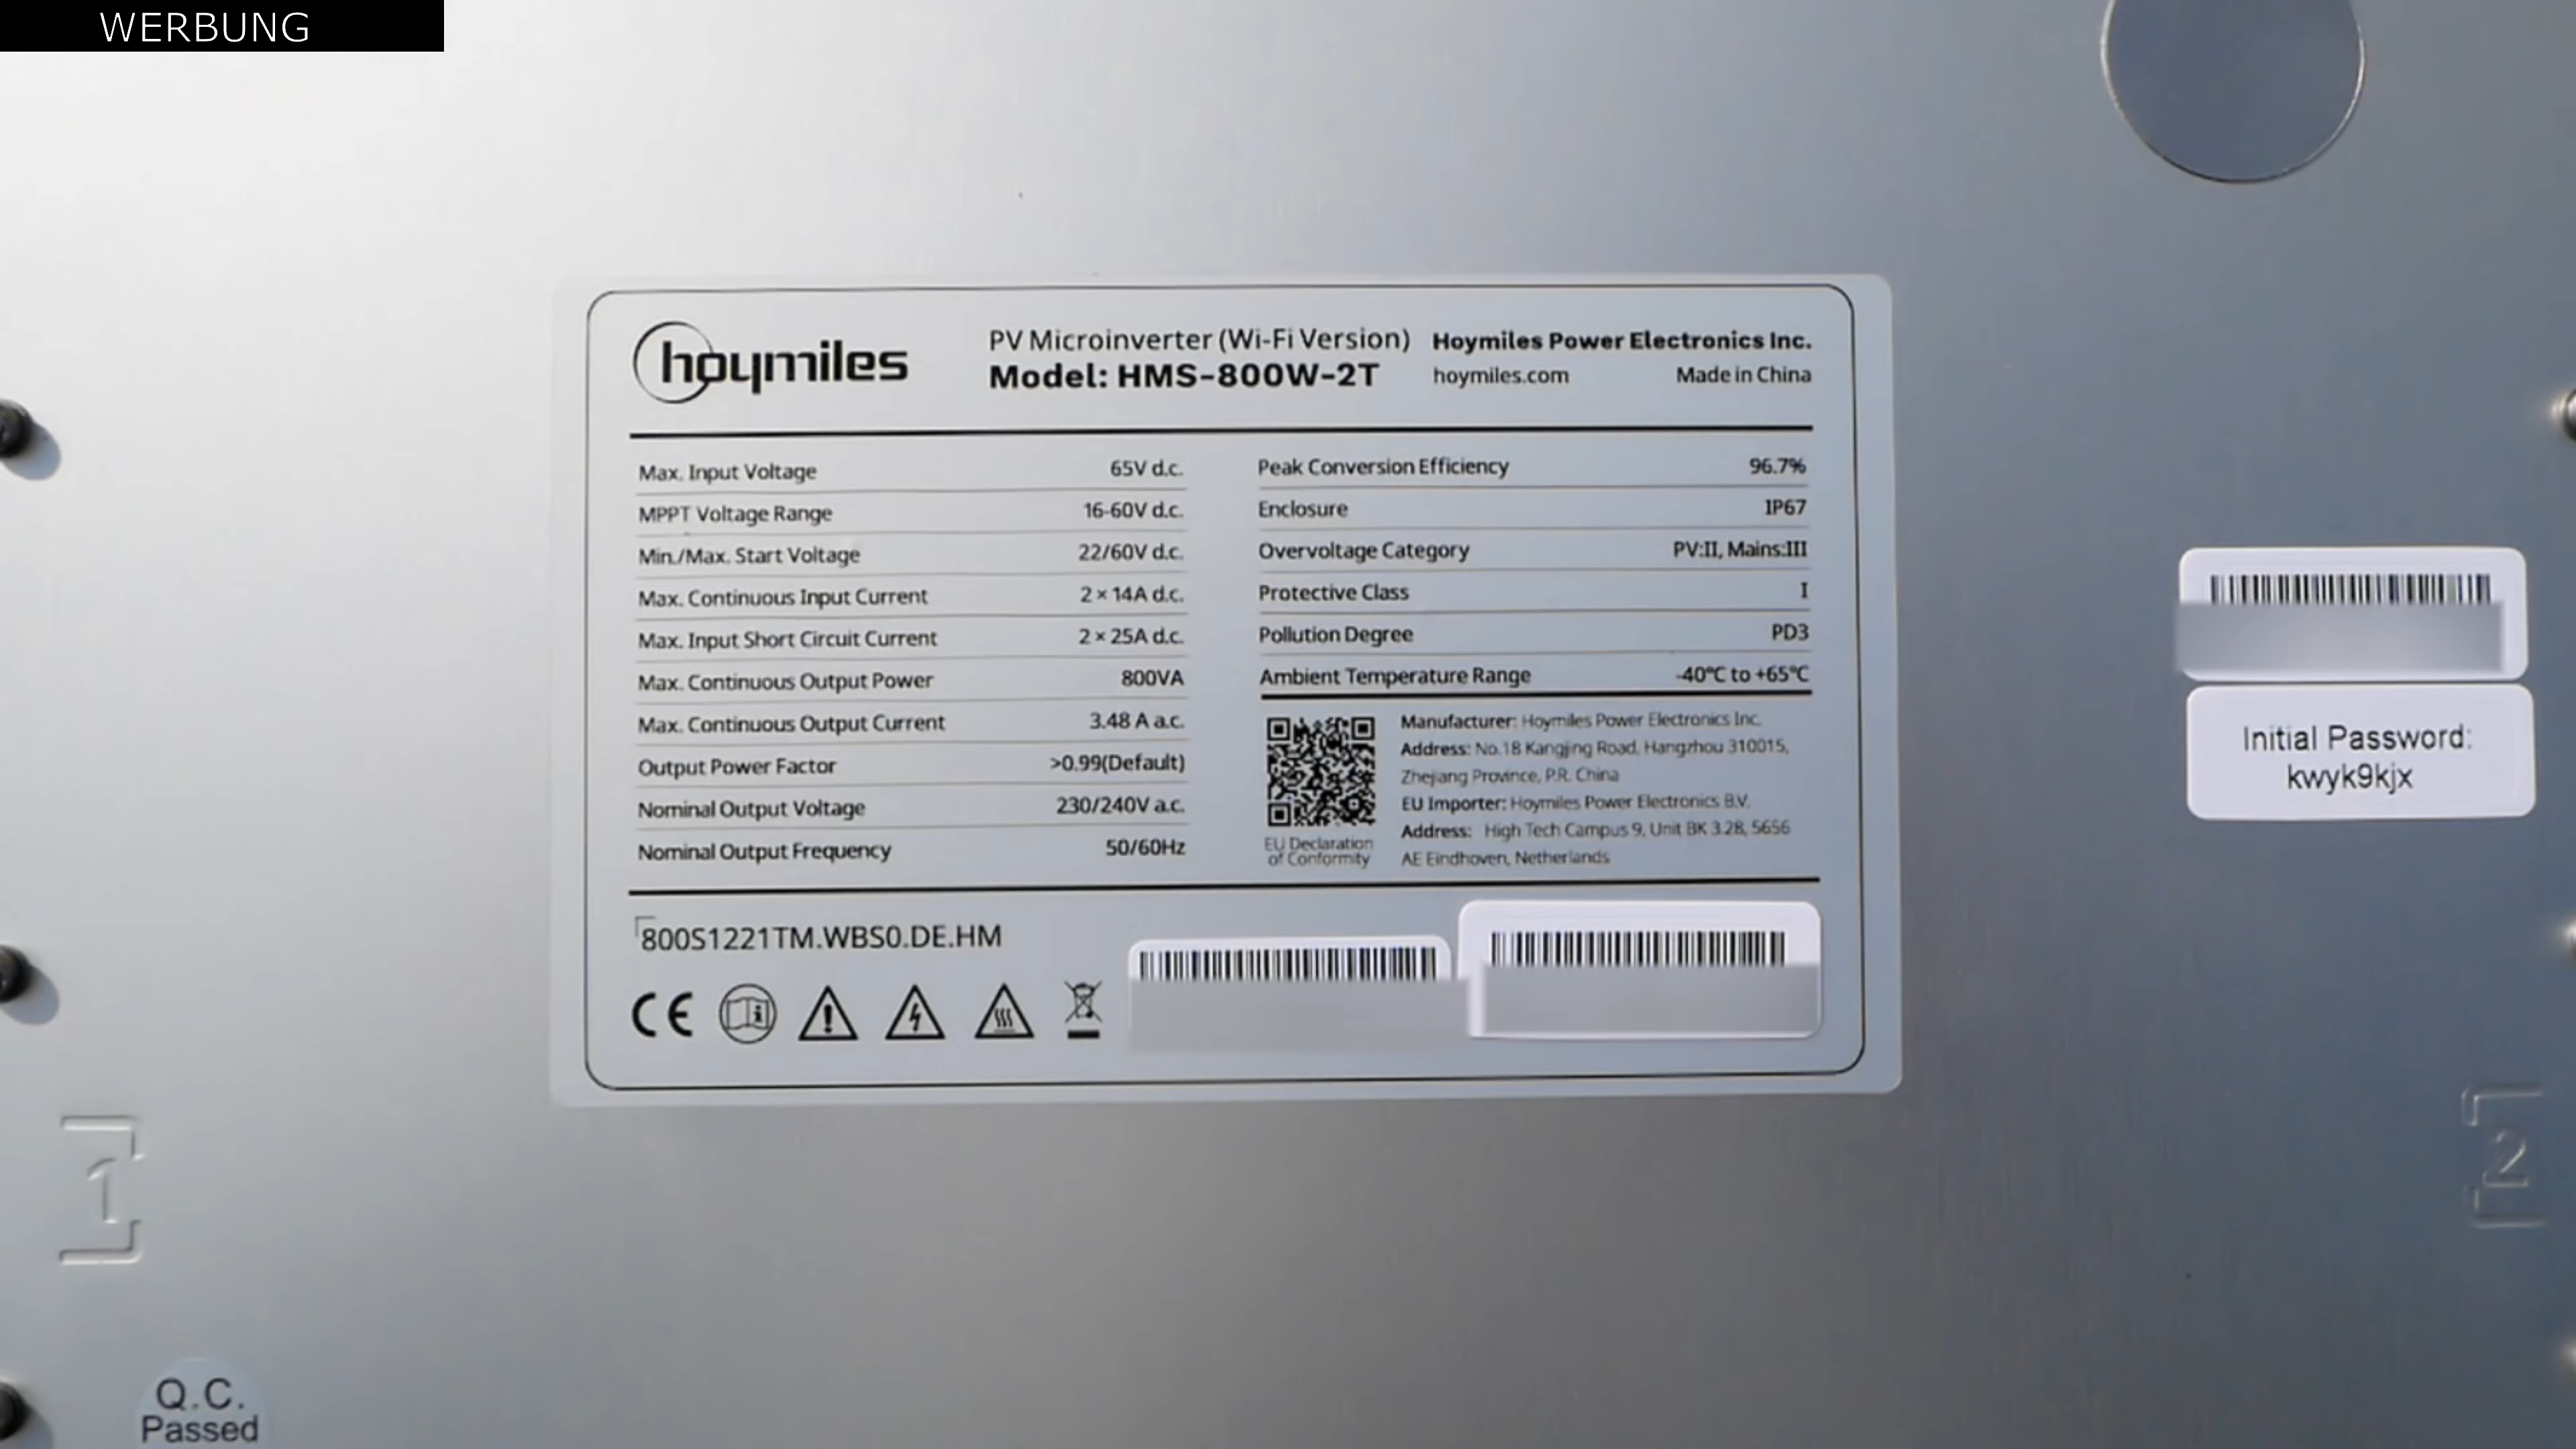 WERBUNG
hoymiles
PV Microinverter (Wi-Fi Version)
Model: HMS-800W-2T
Hoymiles Power Electronics Inc.
hoymiles.com Made in China
Max. Input Voltage 65V d.c.
MPPT Voltage Range 16-60V d.c.
Min./Max. Start Voltage 22/60V d.c.
Max. Continuous Input Current 2 × 14A d.c.
Max. Input Short Circuit Current 2 × 25A d.c.
Max. Continuous Output Power 800VA
Max. Continuous Output Current 3.48 A a.c.
Output Power Factor >0.99(Default)
Nominal Output Voltage 230/240V a.c.
Nominal Output Frequency 50/60Hz
Peak Conversion Efficiency 96.7%
Enclosure IP67
Overvoltage Category PV:II, Mains:III
Protective Class I
Pollution Degree PD3
Ambient Temperature Range -40℃ to +65℃
EU Declaration
of Conformity
Manufacturer: Hoymiles Power Electronics Inc.
Address: No.18 Kangjing Road, Hangzhou 310015,
Zhejiang Province, P.R. China
EU Importer: Hoymiles Power Electronics B.V.
Address: High Tech Campus 9, Unit BK 3.28, 5656
AE Eindhoven, Netherlands
800S1221TM.WBS0.DE.HM
CE
Initial Password:
kwyk9kjx
1
2
Q.C.
Passed